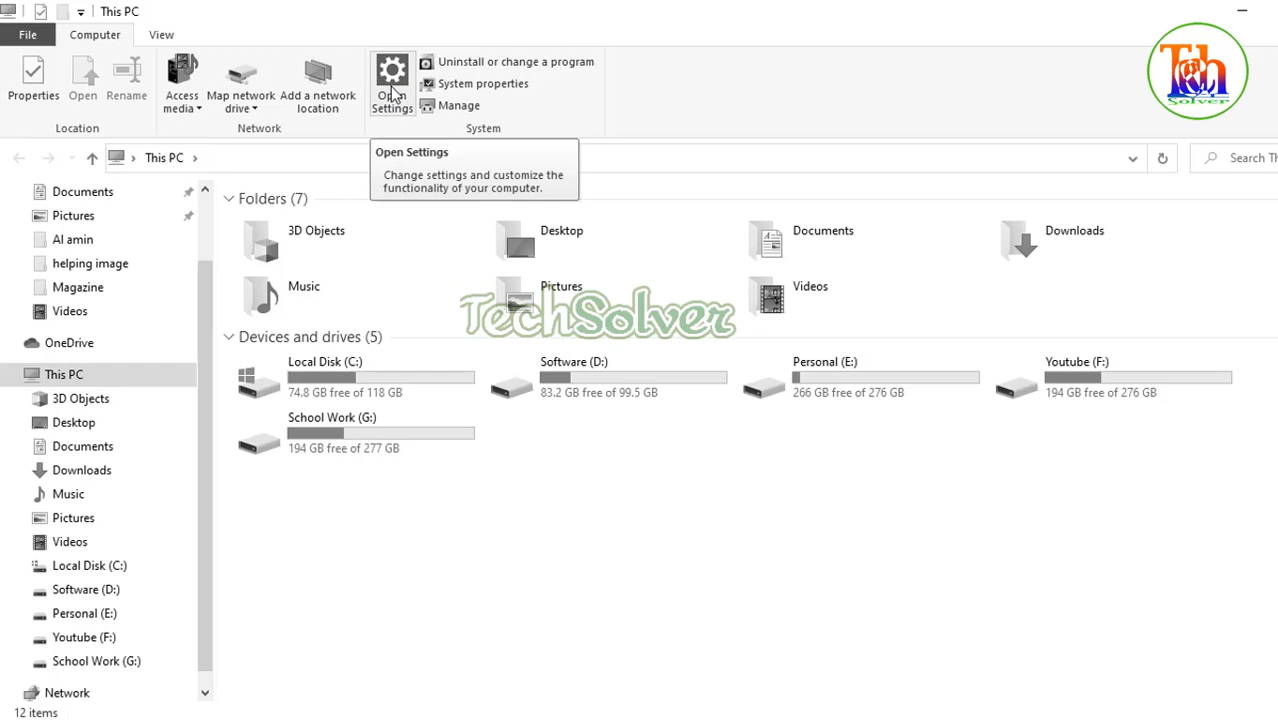 This PC
File
Computer
View
Properties
Open
Rename
Access media
Map network drive
Add a network location
Open Settings
Uninstall or change a program
System properties
Manage
Location
Network
System
Tech
Solver
This PC
Search Th
Open Settings
Change settings and customize the
functionality of your computer.
Documents
Pictures
Al amin
helping image
Magazine
Videos
OneDrive
This PC
3D Objects
Desktop
Documents
Downloads
Music
Pictures
Videos
Local Disk (C:)
Software (D:)
Personal (E:)
Youtube (F:)
School Work (G:)
Network
12 items
Folders (7)
3D Objects
Desktop
Documents
Downloads
Music
Pictures
Videos
TechSolver
Devices and drives (5)
Local Disk (C:)
74.8 GB free of 118 GB
Software (D:)
83.2 GB free of 99.5 GB
Personal (E:)
266 GB free of 276 GB
Youtube (F:)
194 GB free of 276 GB
School Work (G:)
194 GB free of 277 GB